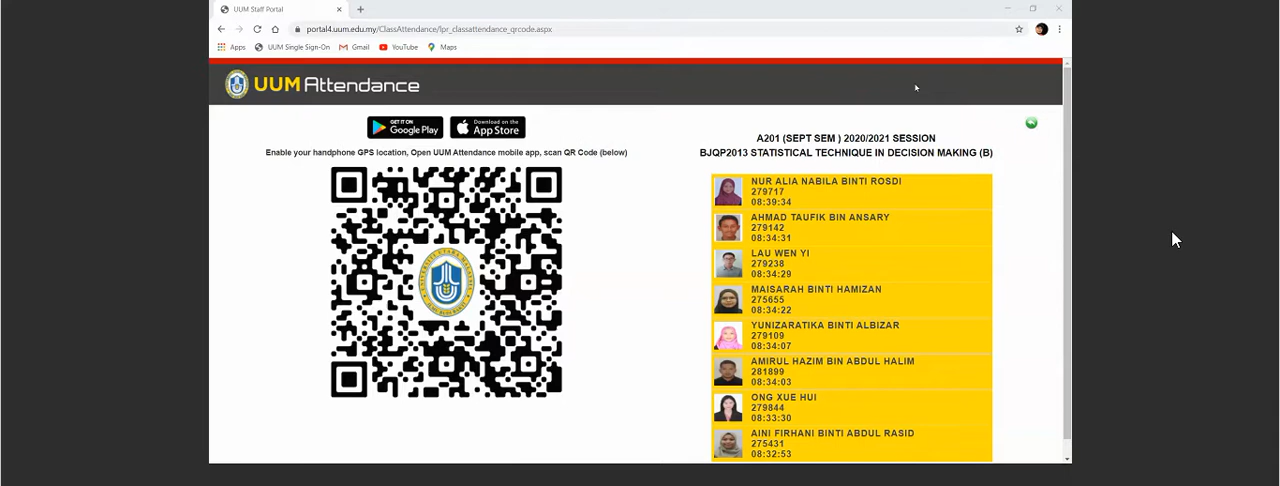 UUM Staff Portal
portal4.uum.edu.my/ClassAttendance/lpr_classattendance_qrcode.aspx
Apps UUM Single Sign-On Gmail YouTube Maps
UUM Attendance
GET IT ON
Google Play
Download on the
App Store
Enable your handphone GPS location, Open UUM Attendance mobile app, scan QR Code (below)
A201 (SEPT SEM ) 2020/2021 SESSION
BJQP2013 STATISTICAL TECHNIQUE IN DECISION MAKING (B)
NUR ALIA NABILA BINTI ROSDI
279717
08:39:34
AHMAD TAUFIK BIN ANSARY
279142
08:34:31
LAU WEN YI
279238
08:34:29
MAISARAH BINTI HAMIZAN
275655
08:34:22
YUNIZARATIKA BINTI ALBIZAR
279109
08:34:07
AMIRUL HAZIM BIN ABDUL HALIM
281899
08:34:03
ONG XUE HUI
279844
08:33:30
AINI FIRHANI BINTI ABDUL RASID
275431
08:32:53